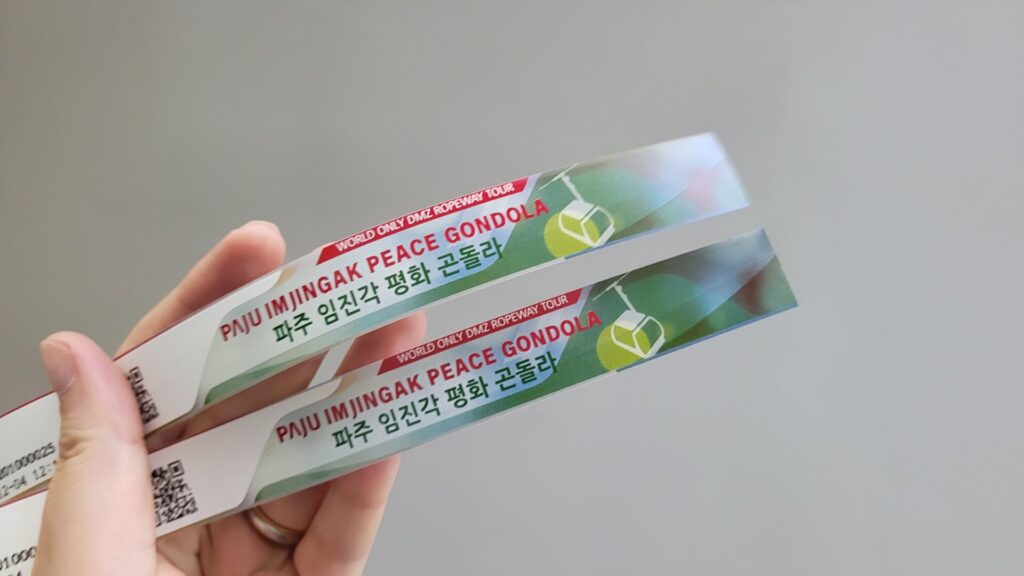 WORLD ONLY DMZ ROPEWAY TOUR
PAJU IMJINGAK PEACE GONDOLA
파주 임진각 평화 곤돌라
WORLD ONLY DMZ ROPEWAY TOUR
PAJU IMJINGAK PEACE GONDOLA
파주 임진각 평화 곤돌라